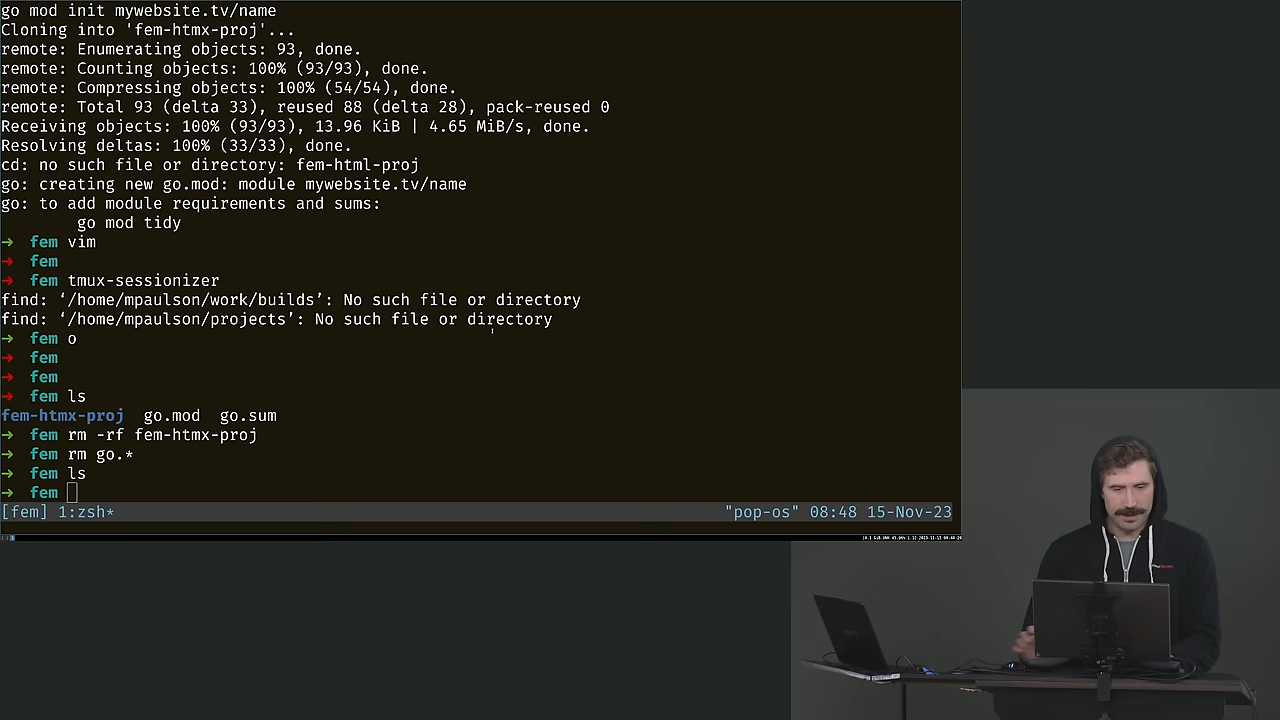 go mod init mywebsite.tv/name
Cloning into 'fem-htmx-proj'...
remote: Enumerating objects: 93, done.
remote: Counting objects: 100% (93/93), done.
remote: Compressing objects: 100% (54/54), done.
remote: Total 93 (delta 33), reused 88 (delta 28), pack-reused 0
Receiving objects: 100% (93/93), 13.96 KiB | 4.65 MiB/s, done.
Resolving deltas: 100% (33/33), done.
cd: no such file or directory: fem-html-proj
go: creating new go.mod: module mywebsite.tv/name
go: to add module requirements and sums:
        go mod tidy
→  fem vim
→  fem
→  fem tmux-sessionizer
find: ‘/home/mpaulson/work/builds’: No such file or directory
find: ‘/home/mpaulson/projects’: No such file or directory
→  fem o
→  fem
→  fem
→  fem ls
fem-htmx-proj  go.mod  go.sum
→  fem rm -rf fem-htmx-proj
→  fem rm go.*
→  fem ls
→  fem
[fem] 1:zsh* "pop-os" 08:48 15-Nov-23